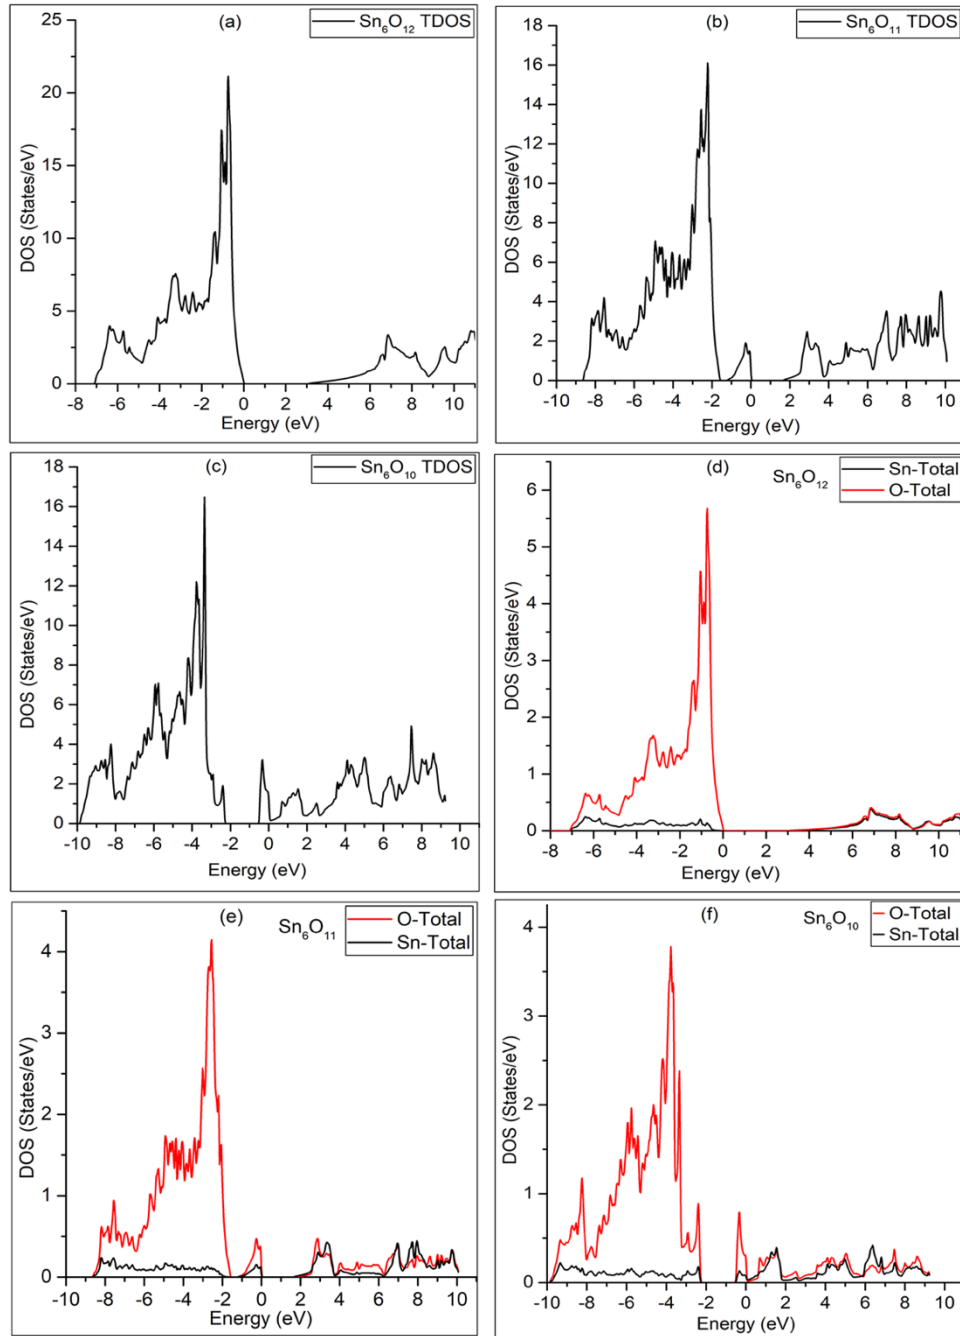 (a)
Sn₆O₁₂ TDOS
25
20
15
10
5
0
DOS (States/eV)
-8 -6 -4 -2 0 2 4 6 8 10
Energy (eV)
(b)
Sn₆O₁₁ TDOS
18
16
14
12
10
8
6
4
2
0
DOS (States/eV)
-10 -8 -6 -4 -2 0 2 4 6 8 10
Energy (eV)
(c)
Sn₆O₁₀ TDOS
18
16
14
12
10
8
6
4
2
0
DOS (States/eV)
-10 -8 -6 -4 -2 0 2 4 6 8 10
Energy (eV)
(d)
Sn₆O₁₂
Sn-Total
O-Total
6
5
4
3
2
1
0
DOS (States/eV)
-8 -6 -4 -2 0 2 4 6 8 10
Energy (eV)
(e)
Sn₆O₁₁
O-Total
Sn-Total
4
3
2
1
0
DOS (States/eV)
-10 -8 -6 -4 -2 0 2 4 6 8 10
Energy (eV)
(f)
Sn₆O₁₀
O-Total
Sn-Total
4
3
2
1
0
DOS (States/eV)
-10 -8 -6 -4 -2 0 2 4 6 8 10
Energy (eV)